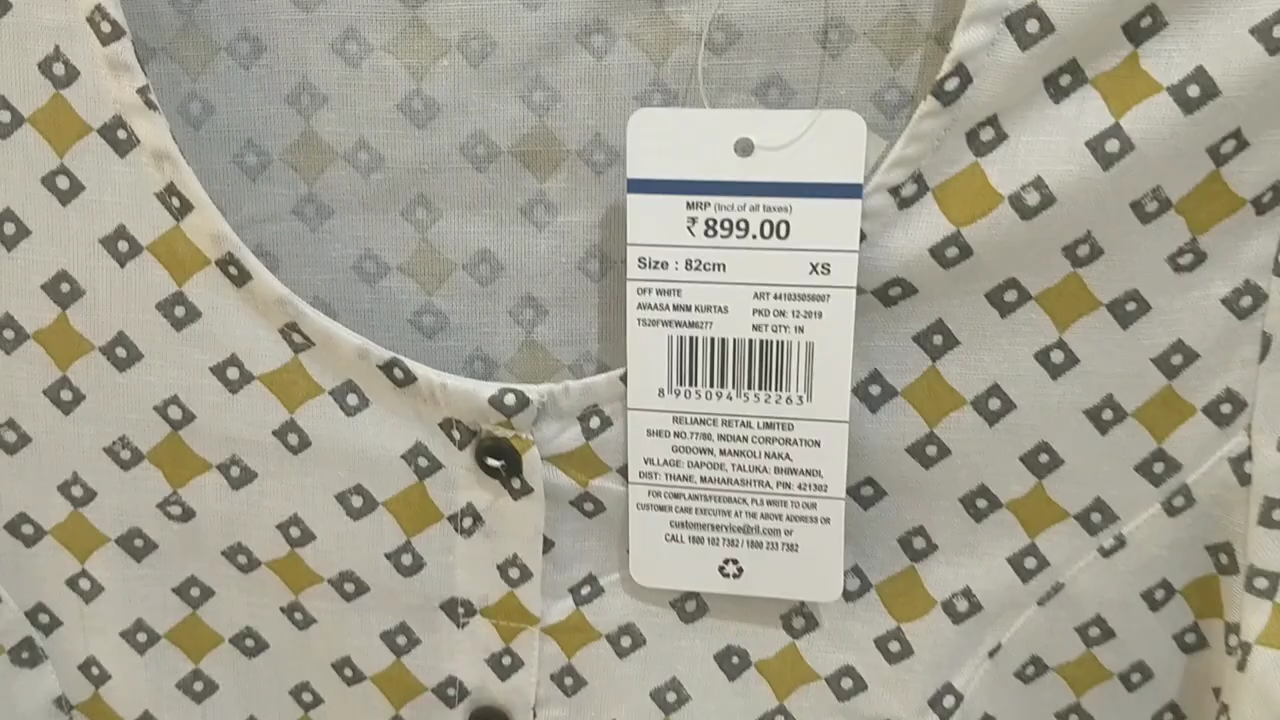 MRP (Incl.of all taxes)
₹ 899.00
Size : 82cm XS
OFF WHITE ART 441035056007
AVAASA MNM KURTAS PKD ON: 12-2019
TS20FWEWAM6277 NET QTY: 1N
8 905094 552263
RELIANCE RETAIL LIMITED
SHED NO.77/80, INDIAN CORPORATION
GODOWN, MANKOLI NAKA,
VILLAGE: DAPODE, TALUKA: BHIWANDI,
DIST: THANE, MAHARASHTRA, PIN: 421302
FOR COMPLAINTS/FEEDBACK, PLS WRITE TO OUR
CUSTOMER CARE EXECUTIVE AT THE ABOVE ADDRESS OR
customerservice@ril.com or
CALL 1800 102 7382 / 1800 233 7382